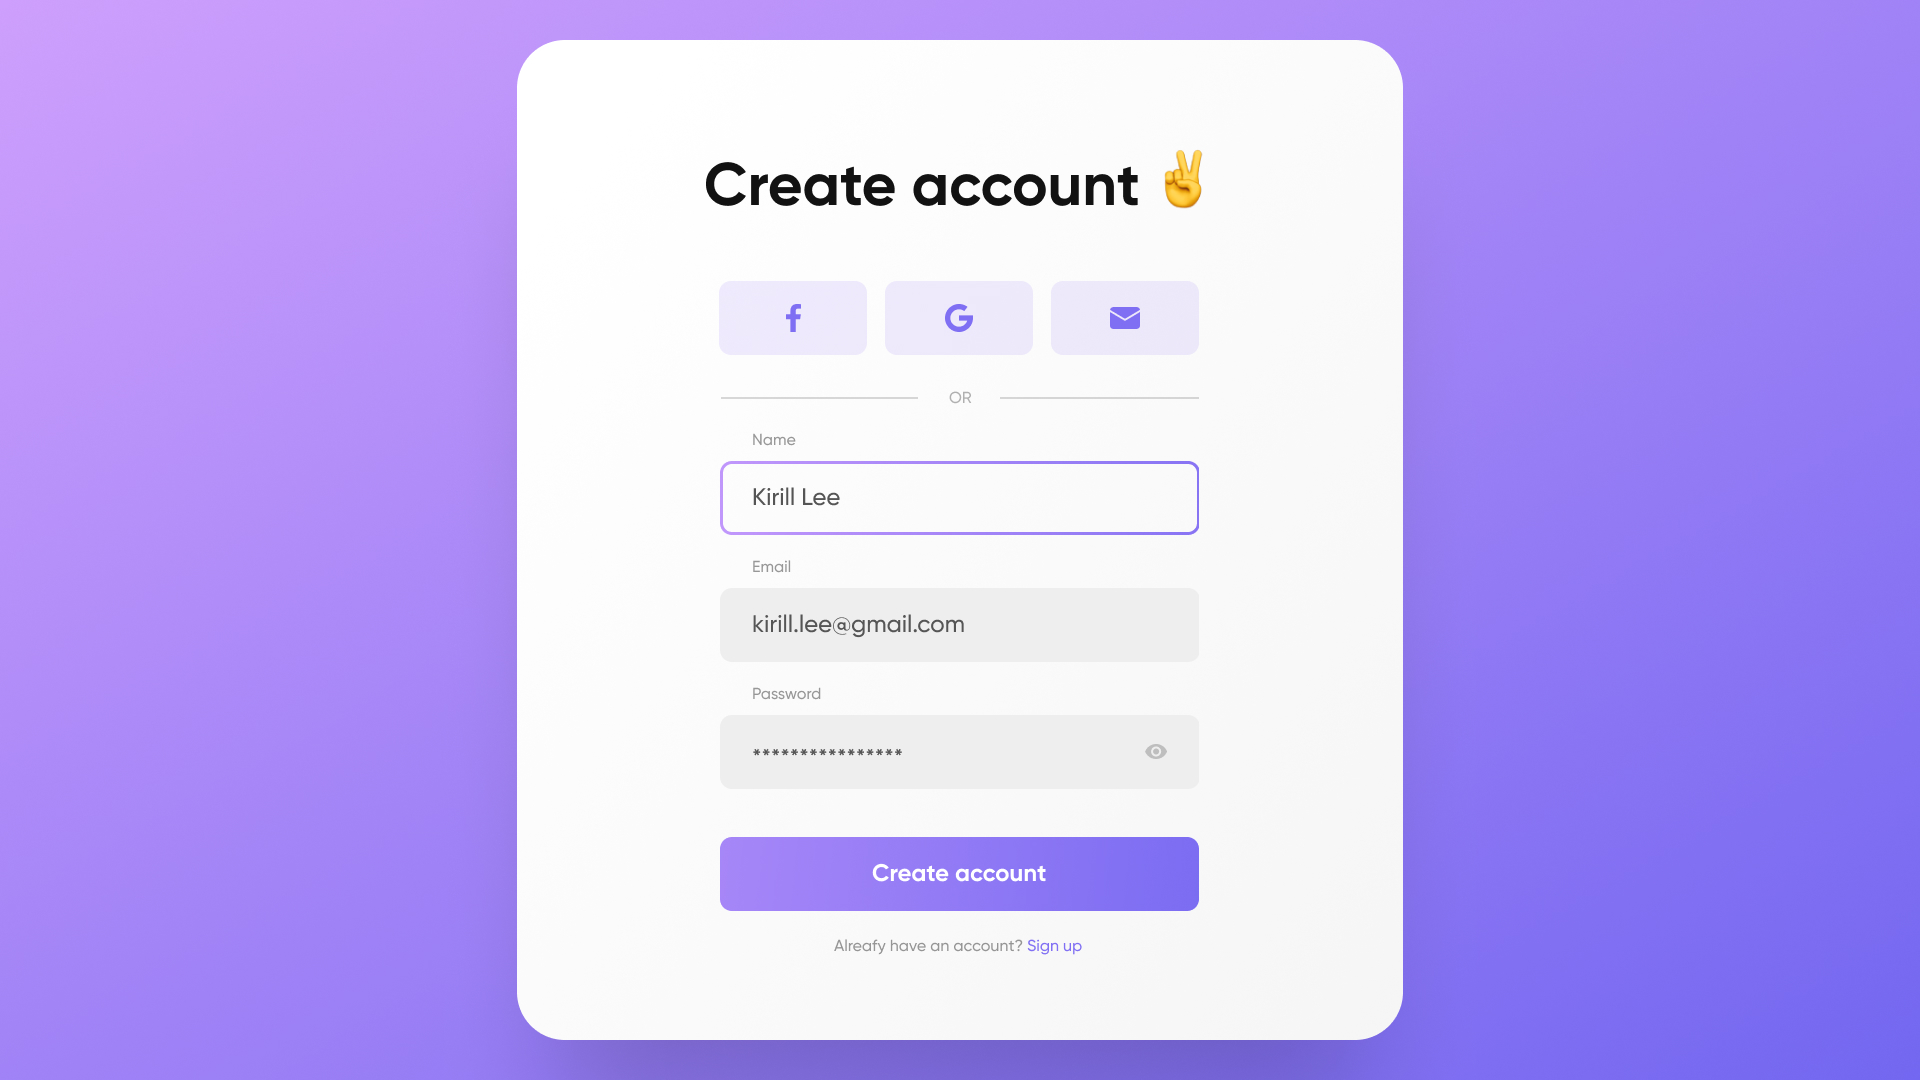 Create account ✌️
OR
Name
Kirill Lee
Email
kirill.lee@gmail.com
Password
****************
Create account
Alreafy have an account? Sign up